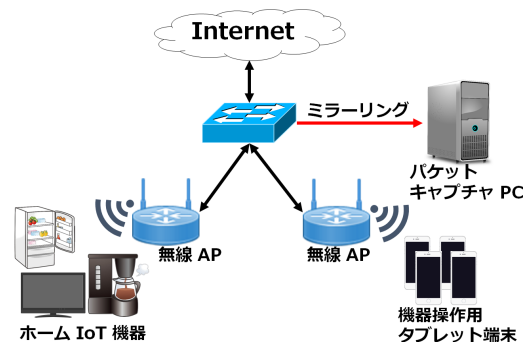 Internet
ミラーリング
パケット
キャプチャ PC
無線 AP
無線 AP
ホーム IoT 機器
機器操作用
タブレット端末